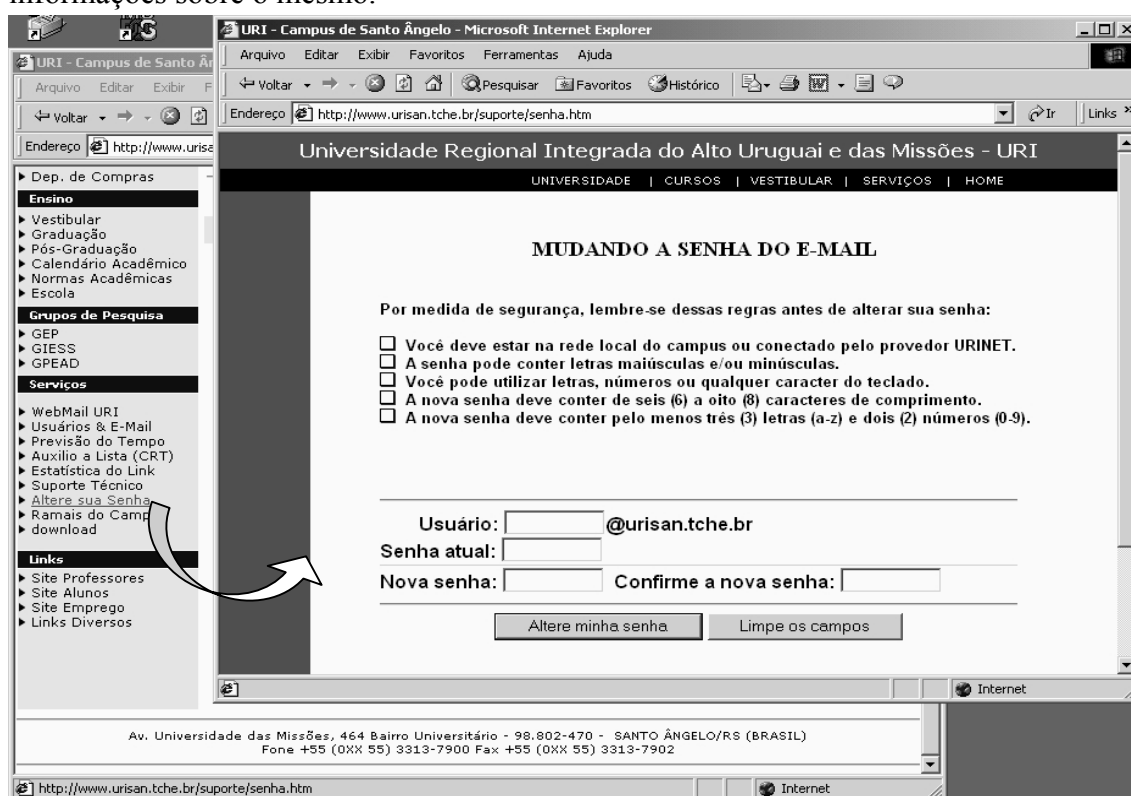 informações sobre o mesmo.
URI - Campus de Santo Ângelo - Microsoft Internet Explorer
Arquivo Editar Exibir Favoritos Ferramentas Ajuda
Voltar Pesquisar Favoritos Histórico
Endereço http://www.urisan.tche.br/suporte/senha.htm Ir Links »
Universidade Regional Integrada do Alto Uruguai e das Missões - URI
UNIVERSIDADE | CURSOS | VESTIBULAR | SERVIÇOS | HOME
MUDANDO A SENHA DO E-MAIL
Por medida de segurança, lembre-se dessas regras antes de alterar sua senha:
Você deve estar na rede local do campus ou conectado pelo provedor URINET.
A senha pode conter letras maiúsculas e/ou minúsculas.
Você pode utilizar letras, números ou qualquer caracter do teclado.
A nova senha deve conter de seis (6) a oito (8) caracteres de comprimento.
A nova senha deve conter pelo menos três (3) letras (a-z) e dois (2) números (0-9).
Usuário: @urisan.tche.br
Senha atual:
Nova senha: Confirme a nova senha:
Altere minha senha Limpe os campos
Internet
URI - Campus de Santo
Arquivo Editar Exibir F
Voltar
Endereço http://www.urisa
Dep. de Compras
Ensino
Vestibular
Graduação
Pós-Graduação
Calendário Acadêmico
Normas Acadêmicas
Escola
Grupos de Pesquisa
GEP
GIESS
GPEAD
Serviços
WebMail URI
Usuários & E-Mail
Previsão do Tempo
Auxilio a Lista (CRT)
Estatística do Link
Suporte Técnico
Altere sua Senha
Ramais do Camp
download
Links
Site Professores
Site Alunos
Site Emprego
Links Diversos
Av. Universidade das Missões, 464 Bairro Universitário - 98.802-470 - SANTO ÂNGELO/RS (BRASIL)
Fone +55 (0XX 55) 3313-7900 Fax +55 (0XX 55) 3313-7902
http://www.urisan.tche.br/suporte/senha.htm Internet